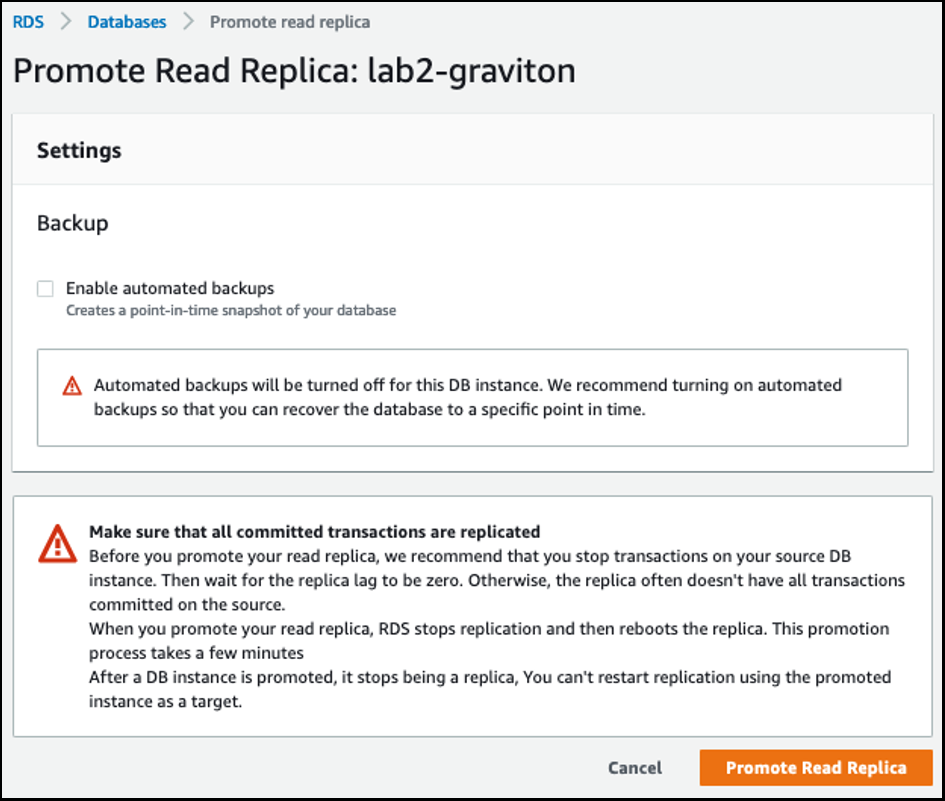 RDS > Databases > Promote read replica
Promote Read Replica: lab2-graviton
Settings
Backup
Enable automated backups
Creates a point-in-time snapshot of your database
Automated backups will be turned off for this DB instance. We recommend turning on automated
backups so that you can recover the database to a specific point in time.
Make sure that all committed transactions are replicated
Before you promote your read replica, we recommend that you stop transactions on your source DB
instance. Then wait for the replica lag to be zero. Otherwise, the replica often doesn't have all transactions
committed on the source.
When you promote your read replica, RDS stops replication and then reboots the replica. This promotion
process takes a few minutes
After a DB instance is promoted, it stops being a replica, You can't restart replication using the promoted
instance as a target.
Cancel Promote Read Replica